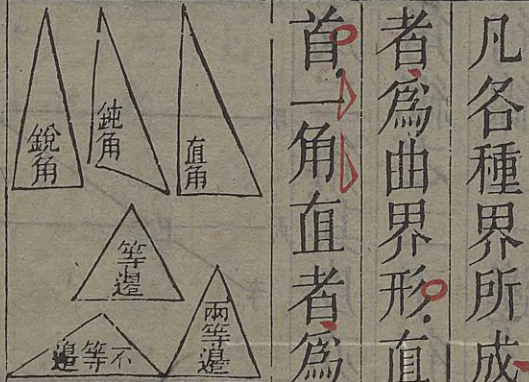 凡各種界所成
者爲曲界形直
首一角直者爲
直角
鈍角
銳角
等邊
兩等邊
不等邊